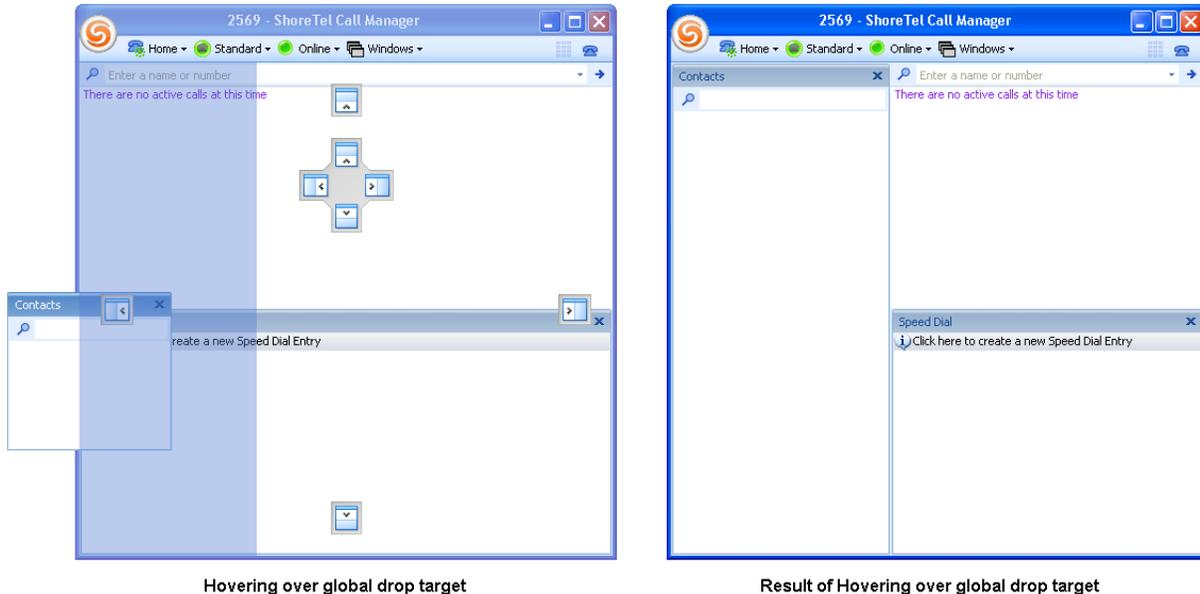 2569 - ShoreTel Call Manager
Home Standard Online Windows
Enter a name or number
There are no active calls at this time
Contacts
reate a new Speed Dial Entry
Hovering over global drop target
2569 - ShoreTel Call Manager
Home Standard Online Windows
Contacts
Enter a name or number
There are no active calls at this time
Speed Dial
Click here to create a new Speed Dial Entry
Result of Hovering over global drop target